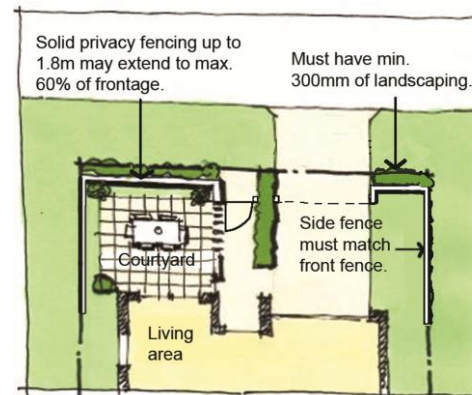 Solid privacy fencing up to
1.8m may extend to max.
60% of frontage.
Must have min.
300mm of landscaping.
Side fence
must match
front fence.
Courtyard
Living
area